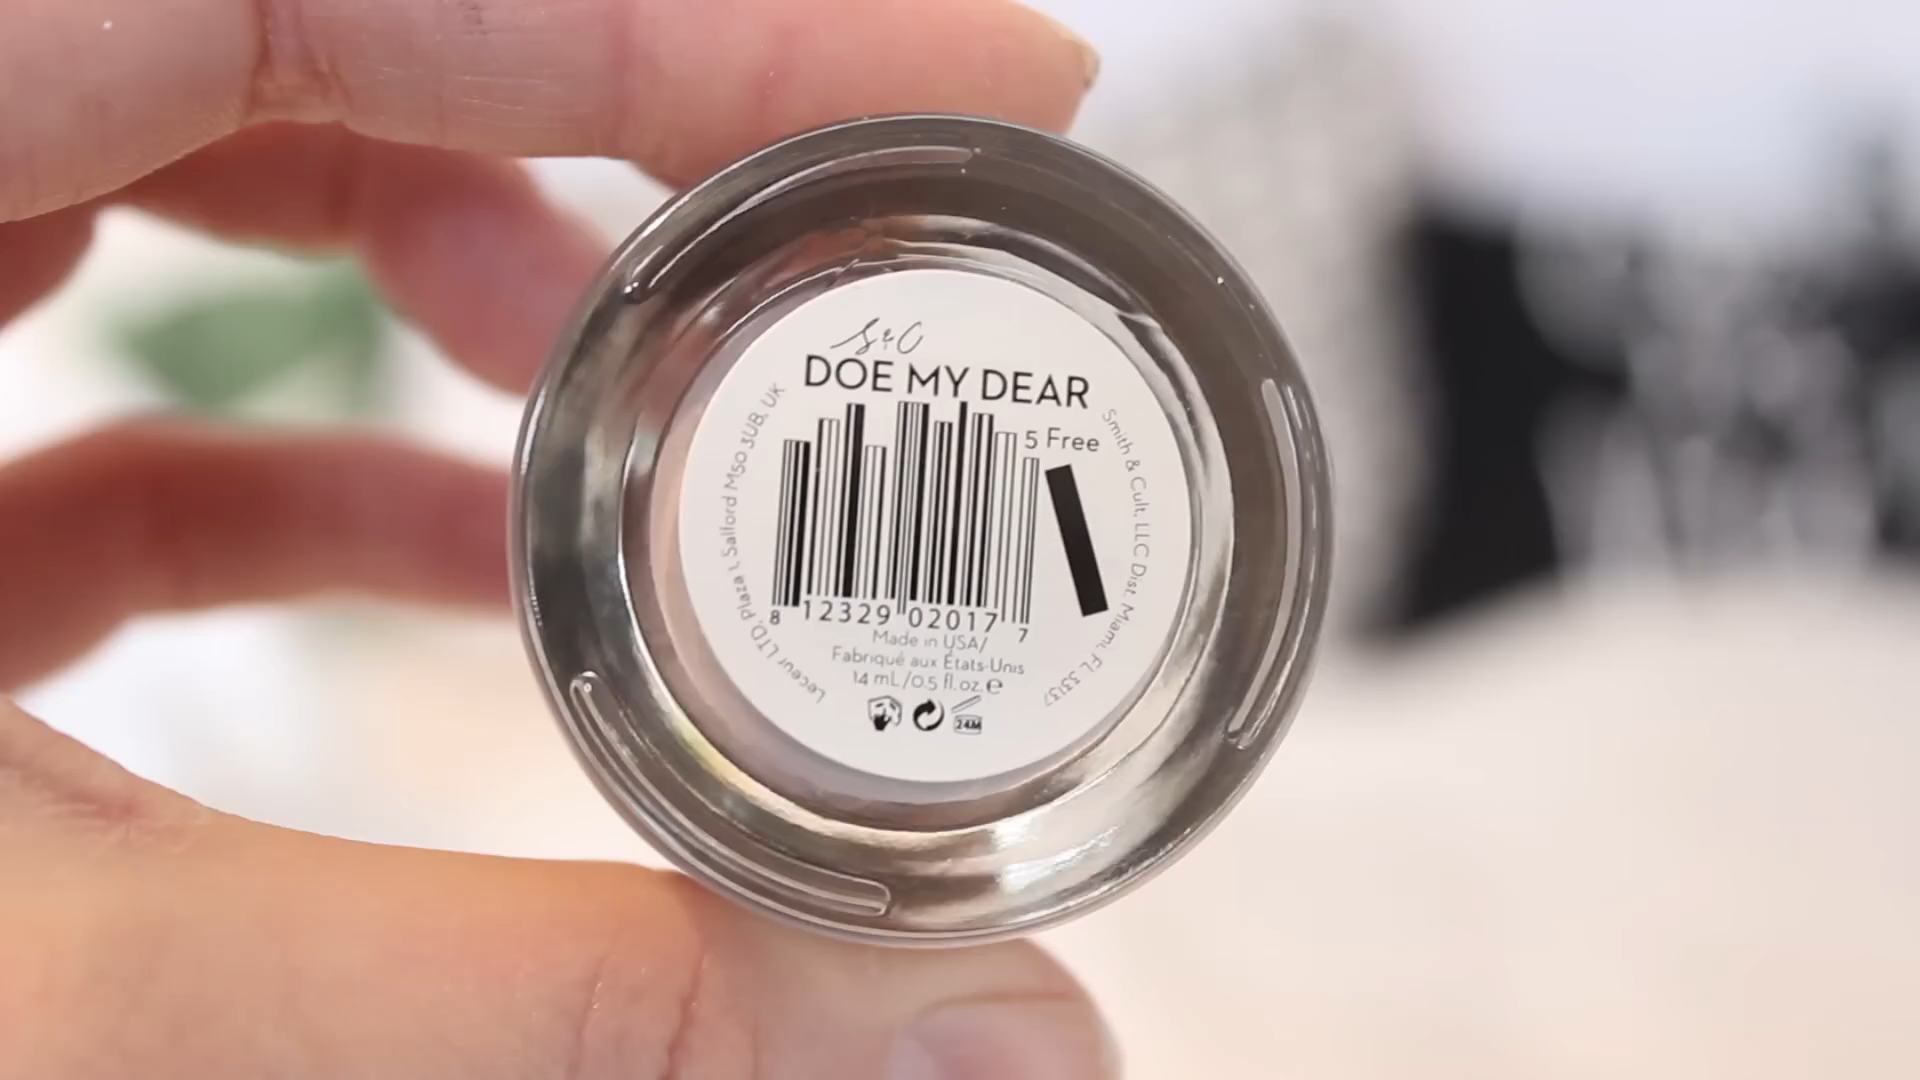 S&C
DOE MY DEAR
5 Free
8 12329 02017 7
Made in USA/
Fabriqué aux États-Unis
14 mL/0.5 fl. oz. e
24M
Leceur LTD, Plaza 1, Salford M50 3UB, UK
Smith & Cult, LLC Dist. Miami, FL 33137